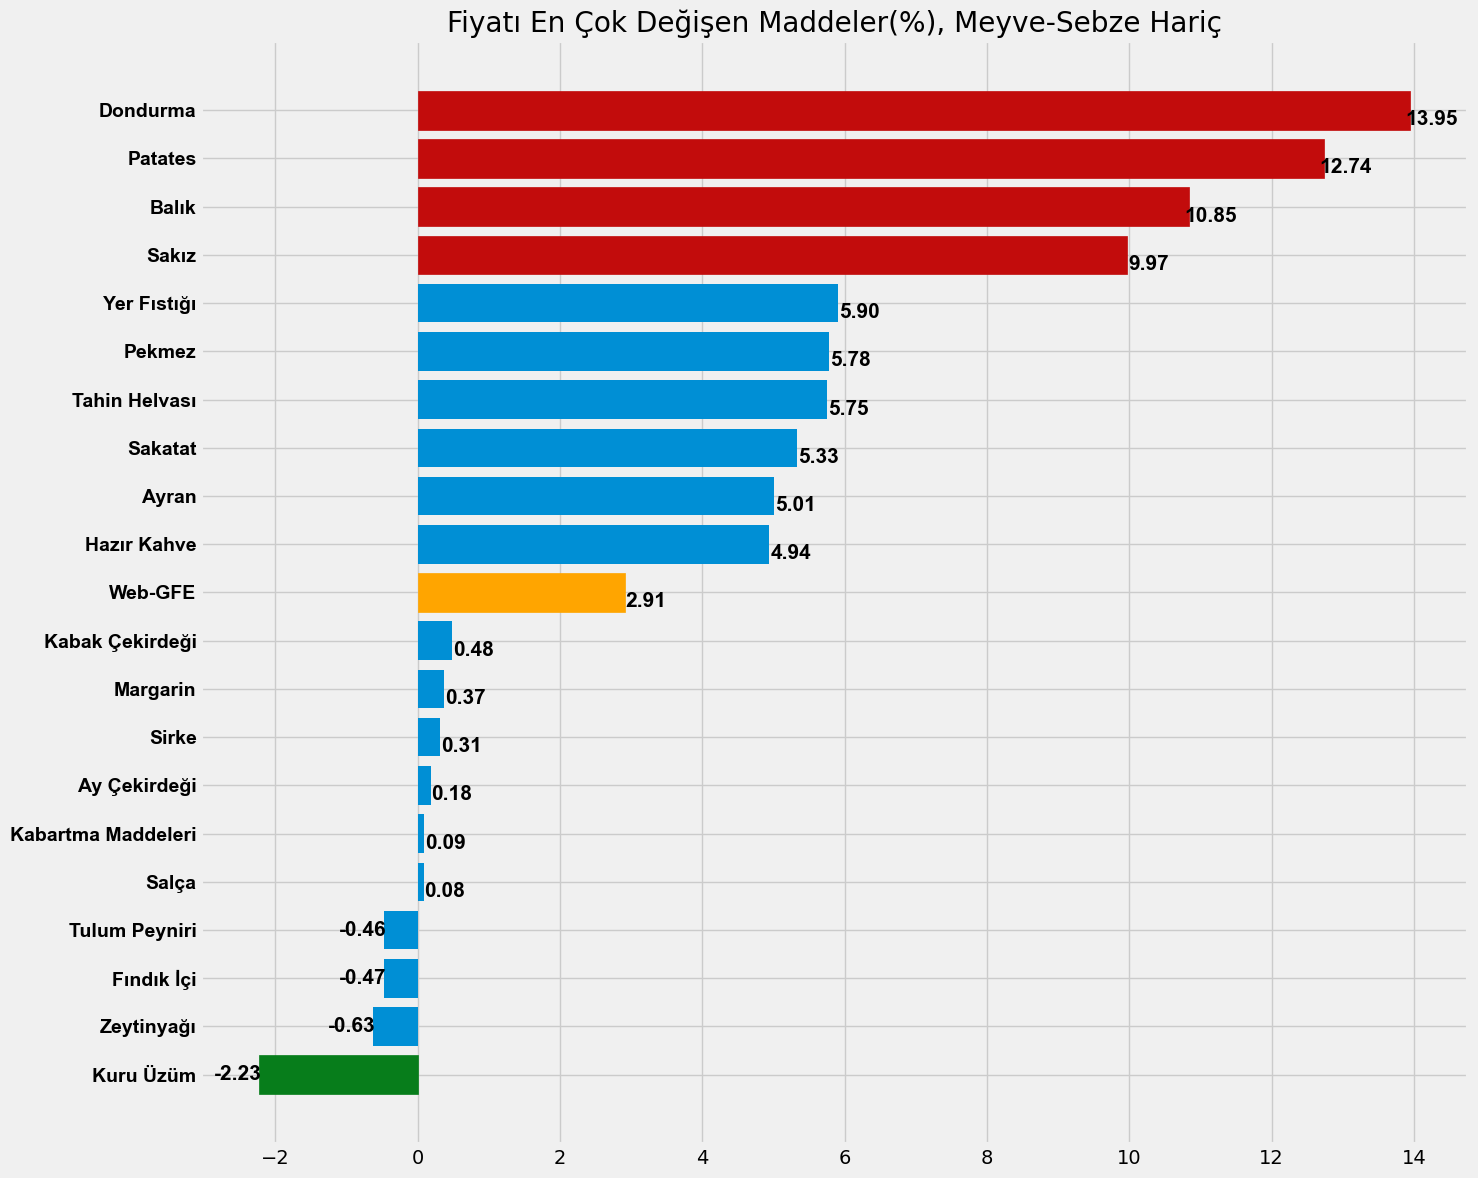 Fiyatı En Çok Değişen Maddeler(%), Meyve-Sebze Hariç
Dondurma 13.95
Patates 12.74
Balık 10.85
Sakız 9.97
Yer Fıstığı 5.90
Pekmez 5.78
Tahin Helvası 5.75
Sakatat 5.33
Ayran 5.01
Hazır Kahve 4.94
Web-GFE 2.91
Kabak Çekirdeği 0.48
Margarin 0.37
Sirke 0.31
Ay Çekirdeği 0.18
Kabartma Maddeleri 0.09
Salça 0.08
Tulum Peyniri -0.46
Fındık İçi -0.47
Zeytinyağı -0.63
Kuru Üzüm -2.23
−2 0 2 4 6 8 10 12 14